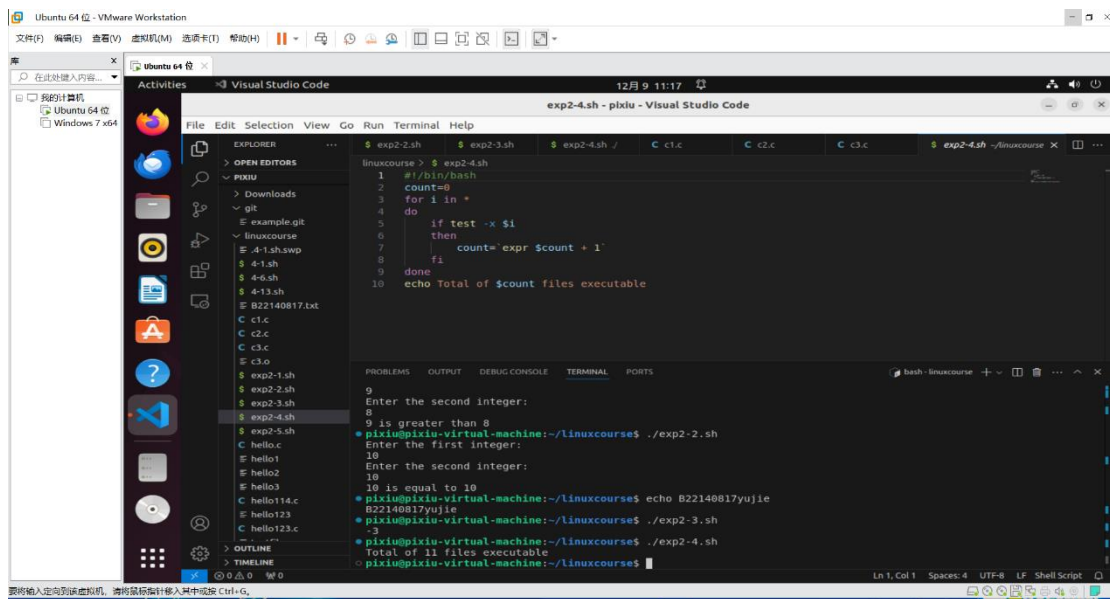 Ubuntu 64 位 - VMware Workstation
文件(F) 编辑(E) 查看(V) 虚拟机(M) 选项卡(T) 帮助(H)
库
在此处键入内容...
我的计算机
Ubuntu 64 位
Windows 7 x64
Ubuntu 64 位
Activities Visual Studio Code 12月 9 11:17
exp2-4.sh - pixiu - Visual Studio Code
File Edit Selection View Go Run Terminal Help
EXPLORER
OPEN EDITORS
PIXIU
Downloads
git
example.git
linuxcourse
.4-1.sh.swp
4-1.sh
4-6.sh
4-13.sh
B22140817.txt
c1.c
c2.c
c3.c
c3.o
exp2-1.sh
exp2-2.sh
exp2-3.sh
exp2-4.sh
exp2-5.sh
hello.c
hello1
hello2
hello3
hello114.c
hello123
hello123.c
OUTLINE
TIMELINE
exp2-2.sh exp2-3.sh exp2-4.sh ./ c1.c c2.c c3.c exp2-4.sh ~/linuxcourse
linuxcourse > $ exp2-4.sh
1 #!/bin/bash
2 count=0
3 for i in *
4 do
5 if test -x $i
6 then
7 count=`expr $count + 1`
8 fi
9 done
10 echo Total of $count files executable
PROBLEMS OUTPUT DEBUG CONSOLE TERMINAL PORTS
bash - linuxcourse
9
Enter the second integer:
8
9 is greater than 8
pixiu@pixiu-virtual-machine:~/linuxcourse$ ./exp2-2.sh
Enter the first integer:
10
Enter the second integer:
10
10 is equal to 10
pixiu@pixiu-virtual-machine:~/linuxcourse$ echo B22140817yujie
B22140817yujie
pixiu@pixiu-virtual-machine:~/linuxcourse$ ./exp2-3.sh
-3
pixiu@pixiu-virtual-machine:~/linuxcourse$ ./exp2-4.sh
Total of 11 files executable
pixiu@pixiu-virtual-machine:~/linuxcourse$
0 0 0
Ln 1, Col 1 Spaces: 4 UTF-8 LF Shell Script
要将输入定向到该虚拟机，请将鼠标指针移入其中或按 Ctrl+G。